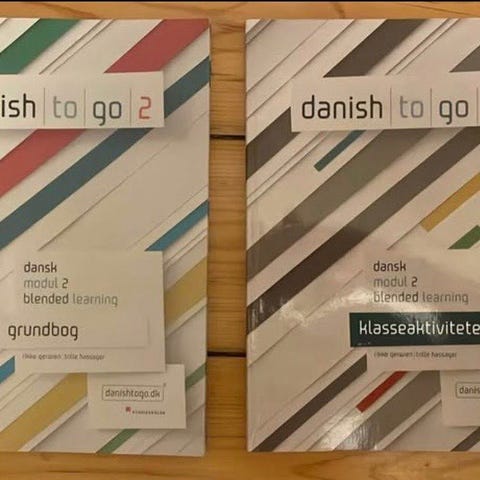 ish to go 2
dansk
modul 2
blended learning
grundbog
danishtogo.dk
danish to go
dansk
modul 2
blended learning
klasseaktivitete
danish